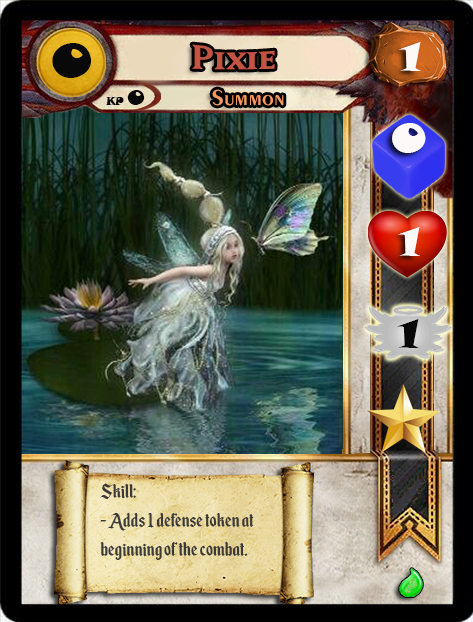 Pixie
1
KP
Summon
1
1
Skill:
- Adds 1 defense token at
beginning of the combat.